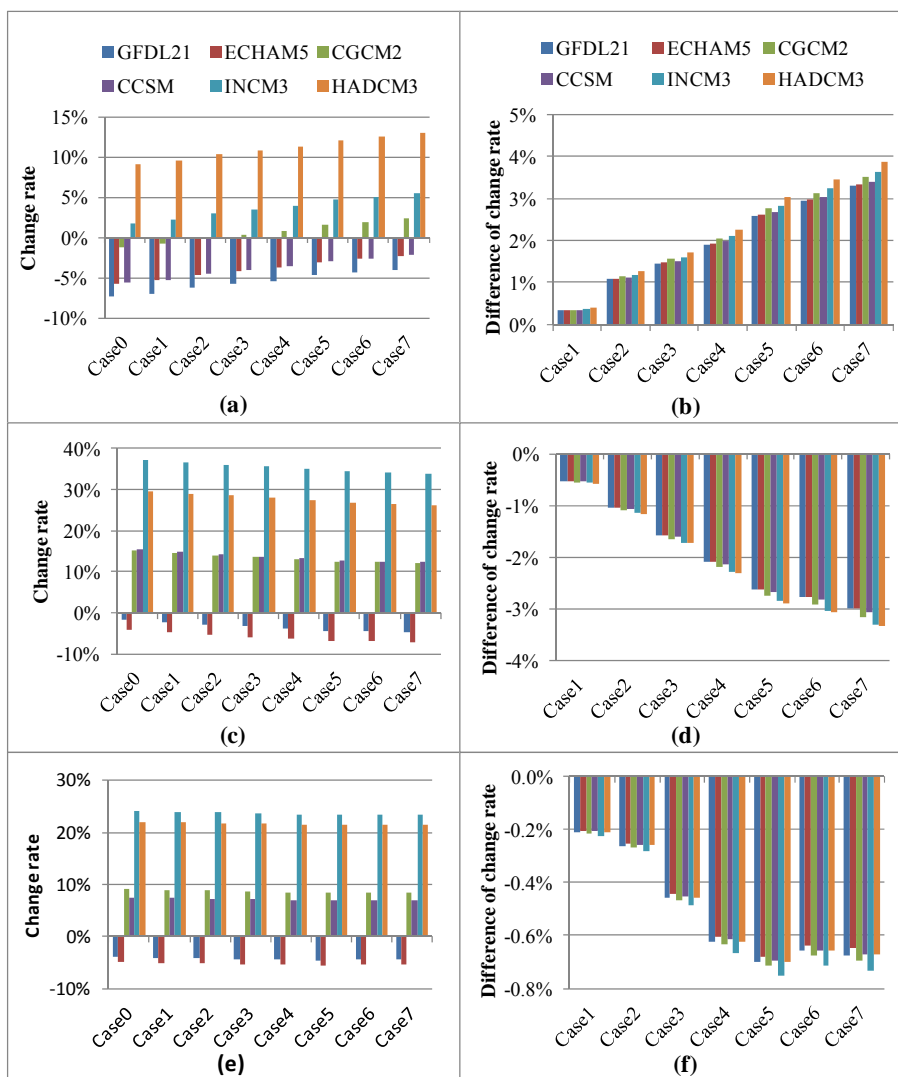 GFDL21 ECHAM5 CGCM2
CCSM INCM3 HADCM3
15%
10%
5%
0%
-5%
-10%
Change rate
Case0 Case1 Case2 Case3 Case4 Case5 Case6 Case7
(a)
GFDL21 ECHAM5 CGCM2
CCSM INCM3 HADCM3
5%
4%
3%
2%
1%
0%
Difference of change rate
Case1 Case2 Case3 Case4 Case5 Case6 Case7
(b)
40%
30%
20%
10%
0%
-10%
Change rate
Case0 Case1 Case2 Case3 Case4 Case5 Case6 Case7
(c)
-0%
-1%
-2%
-3%
-4%
Difference of change rate
Case1 Case2 Case3 Case4 Case5 Case6 Case7
(d)
30%
20%
10%
0%
-10%
Change rate
Case0 Case1 Case2 Case3 Case4 Case5 Case6 Case7
(e)
0.0%
-0.2%
-0.4%
-0.6%
-0.8%
Difference of change rate
Case1 Case2 Case3 Case4 Case5 Case6 Case7
(f)